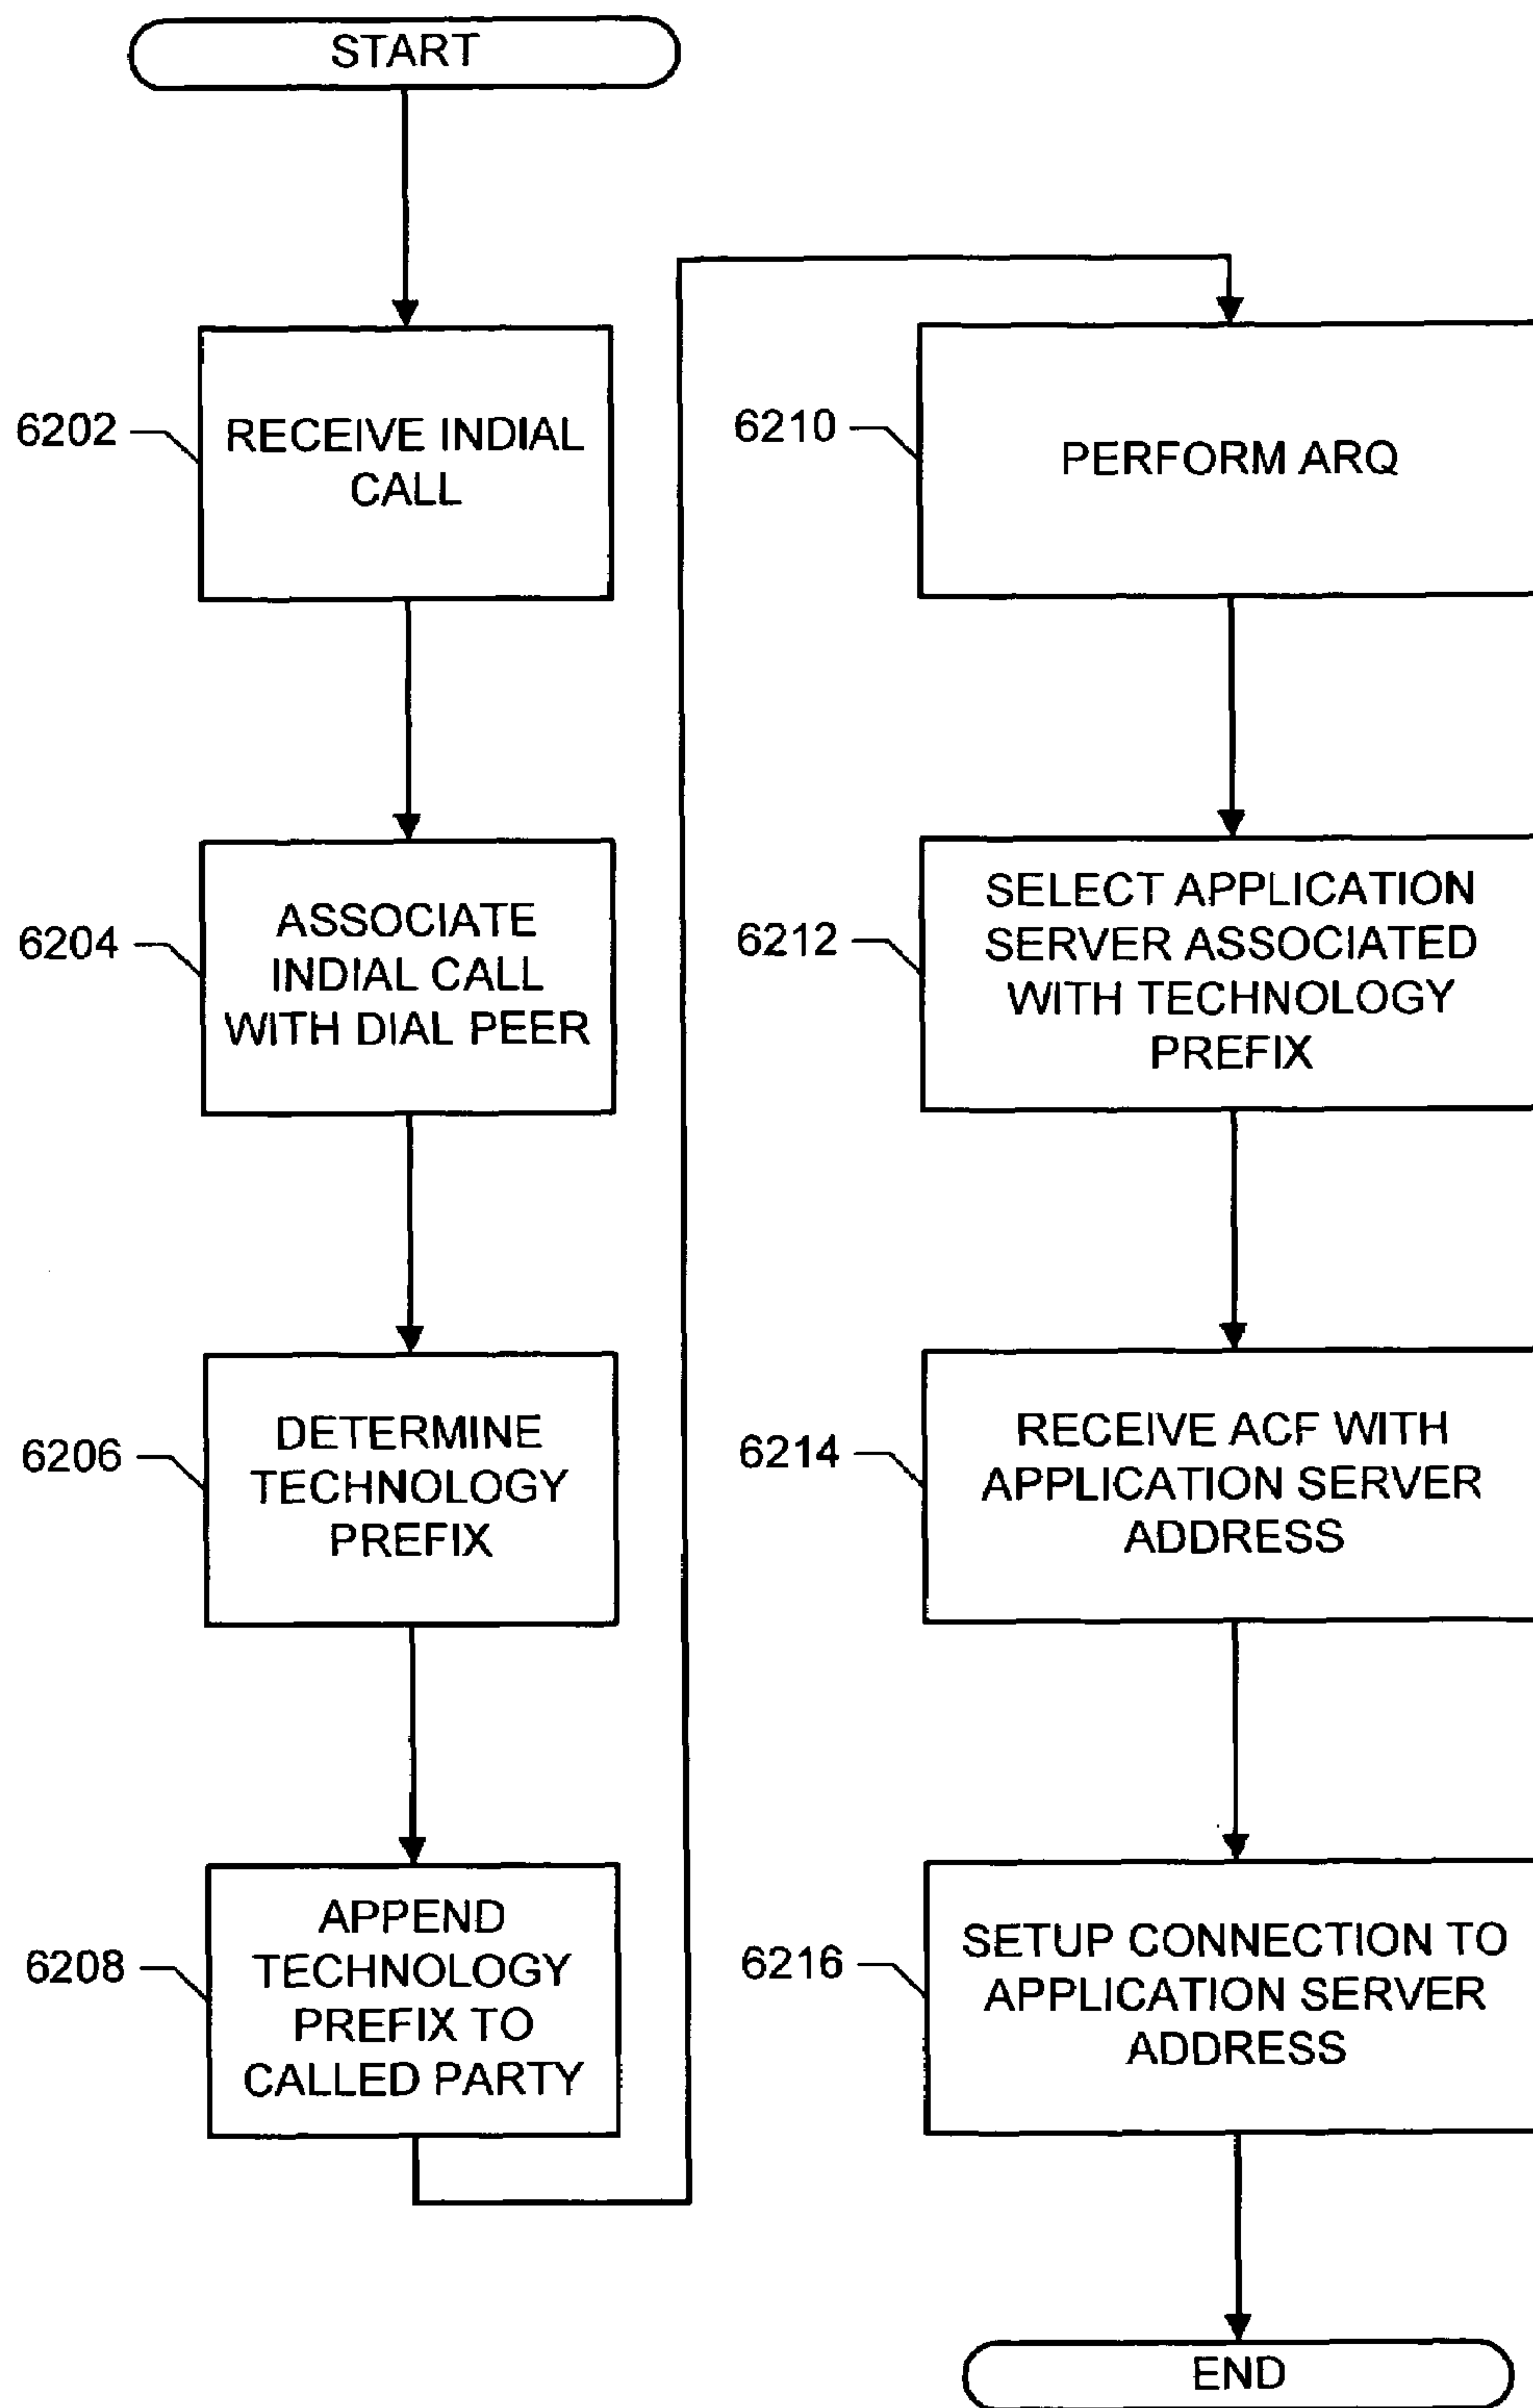 START
6202
RECEIVE INDIAL
CALL
6204
ASSOCIATE
INDIAL CALL
WITH DIAL PEER
6206
DETERMINE
TECHNOLOGY
PREFIX
6208
APPEND
TECHNOLOGY
PREFIX TO
CALLED PARTY
6210
PERFORM ARQ
6212
SELECT APPLICATION
SERVER ASSOCIATED
WITH TECHNOLOGY
PREFIX
6214
RECEIVE ACF WITH
APPLICATION SERVER
ADDRESS
6216
SETUP CONNECTION TO
APPLICATION SERVER
ADDRESS
END